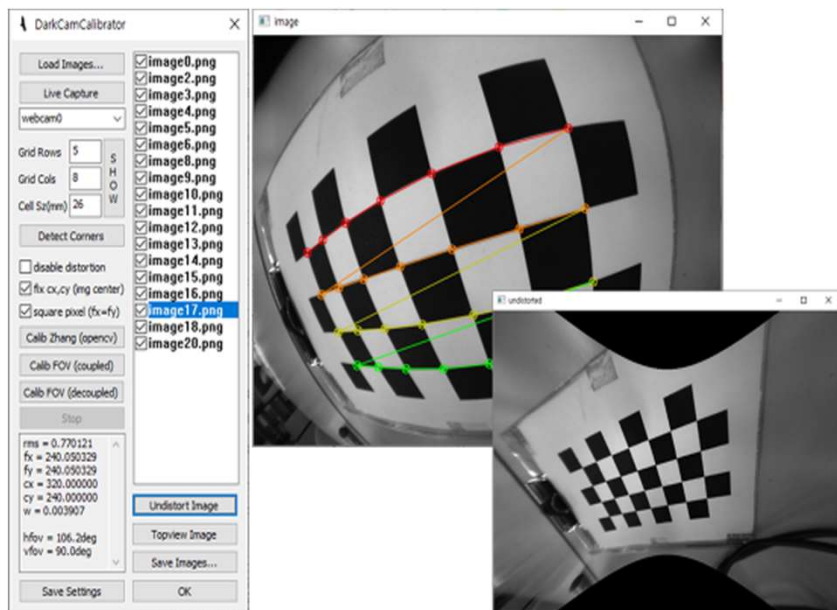 DarkCamCalibrator
Load Images...
Live Capture
webcam0
Grid Rows 5
Grid Cols 8
Cell Sz(mm) 26
SHOW
Detect Corners
disable distortion
fix cx,cy (img center)
square pixel (fx=fy)
Calib Zhang (opencv)
Calib FOV (coupled)
Calib FOV (decoupled)
Stop
rms = 0.770121
fx = 240.050329
fy = 240.050329
cx = 320.000000
cy = 240.000000
w = 0.003907
hfov = 106.2deg
vfov = 90.0deg
Save Settings
image0.png
image2.png
image3.png
image4.png
image5.png
image6.png
image8.png
image9.png
image10.png
image11.png
image12.png
image13.png
image14.png
image15.png
image16.png
image17.png
image18.png
image20.png
Undistort Image
Topview Image
Save Images...
OK
image
undistorted